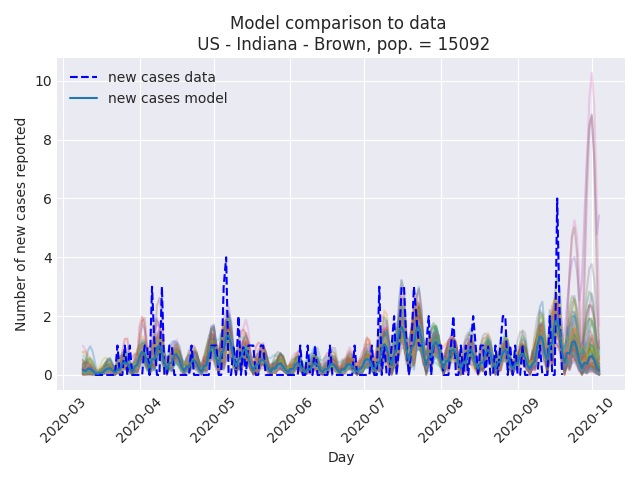 Model comparison to data
US - Indiana - Brown, pop. = 15092
new cases data
new cases model
Number of new cases reported
10
8
6
4
2
0
2020-03
2020-04
2020-05
2020-06
2020-07
2020-08
2020-09
2020-10
Day